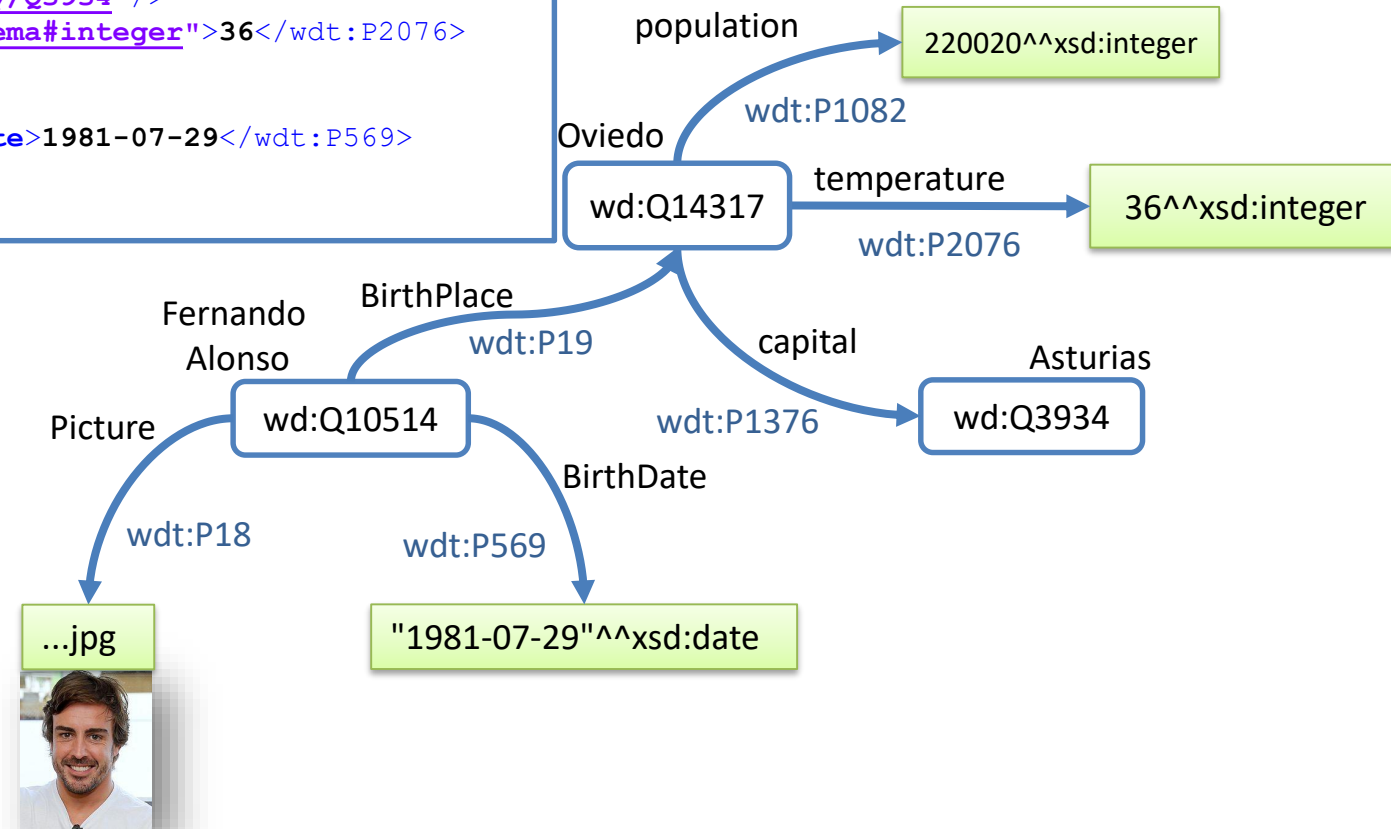 /Q3934"/>
ema#integer">36</wdt:P2076>
te>1981-07-29</wdt:P569>
population
220020^^xsd:integer
wdt:P1082
Oviedo
wd:Q14317
temperature
36^^xsd:integer
wdt:P2076
Fernando
Alonso
BirthPlace
wdt:P19
capital
Asturias
Picture
wd:Q10514
wdt:P1376
wd:Q3934
BirthDate
wdt:P18
wdt:P569
...jpg
"1981-07-29"^^xsd:date